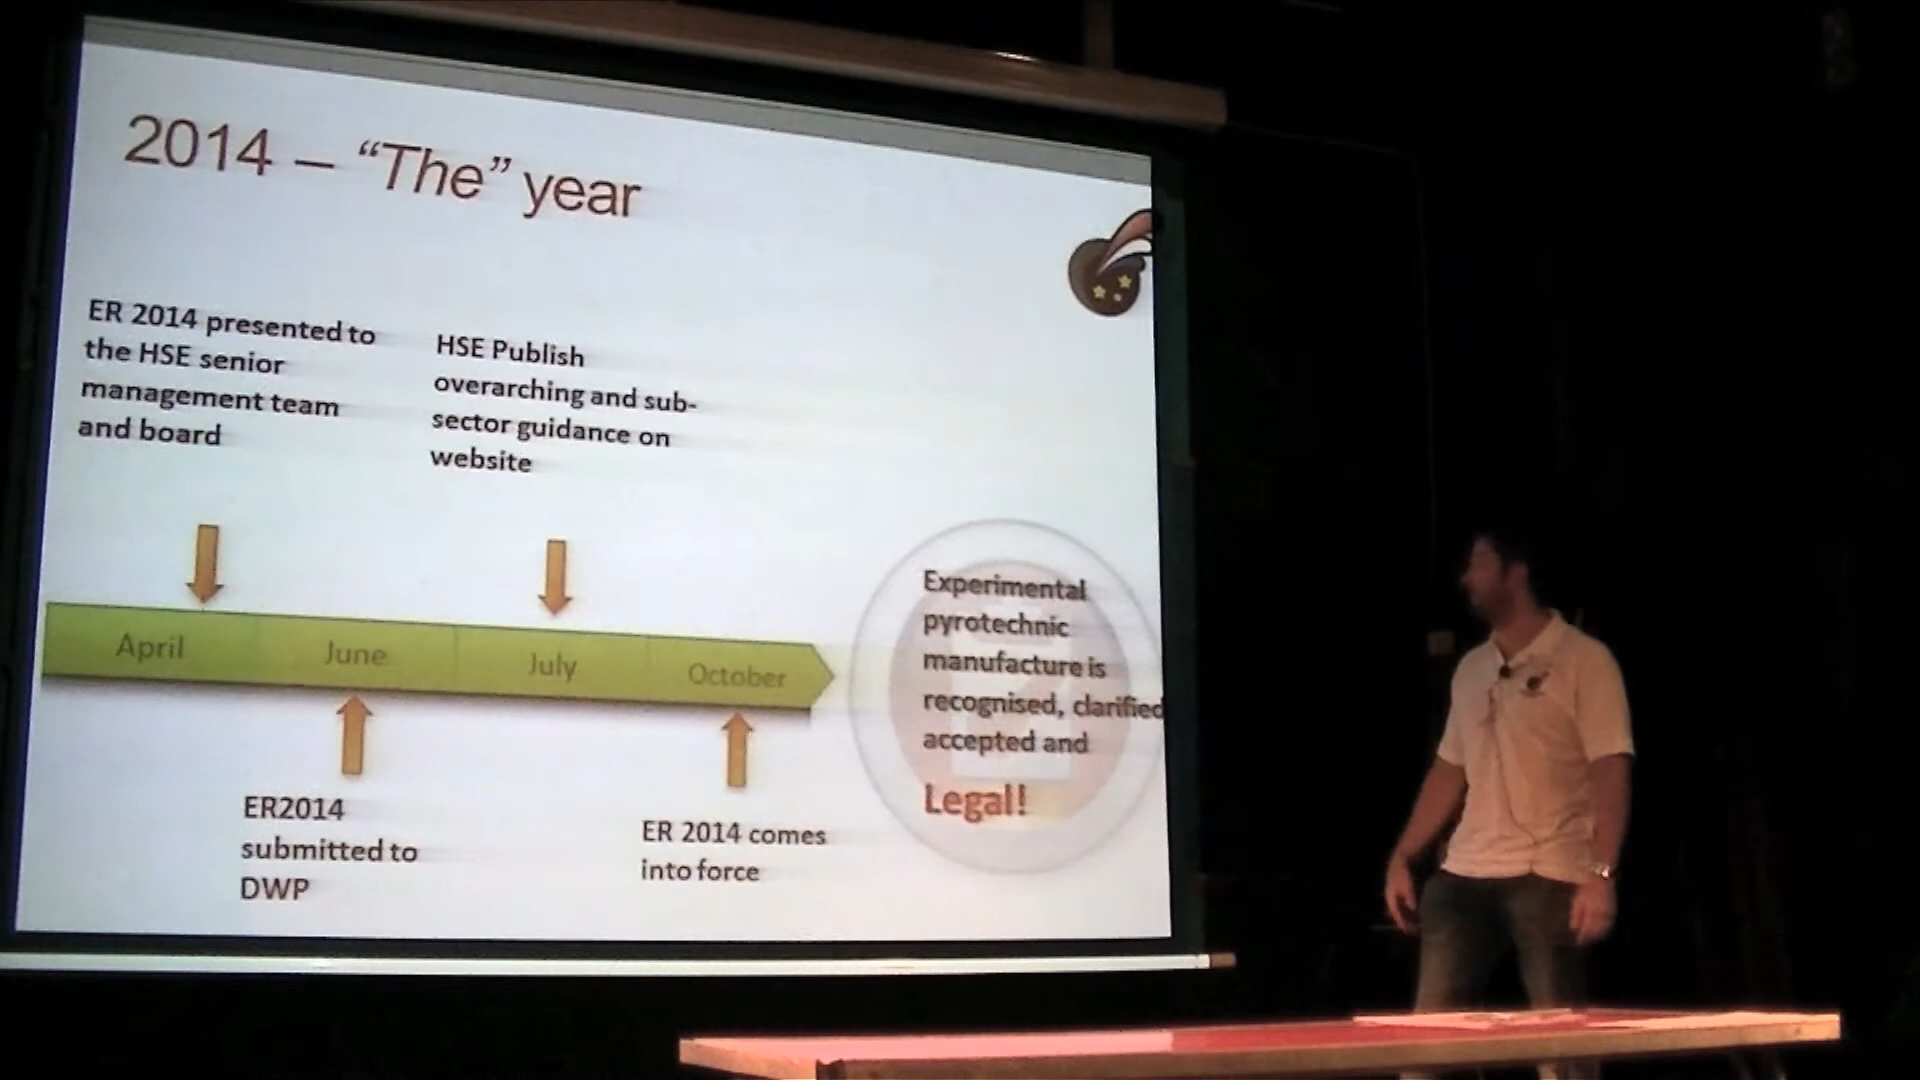 2014 – “The” year
ER 2014 presented to
the HSE senior
management team
and board
HSE Publish
overarching and sub-
sector guidance on
website
April
June
July
October
ER2014
submitted to
DWP
ER 2014 comes
into force
Experimental
pyrotechnic
manufacture is
recognised, clarified
accepted and
Legal!